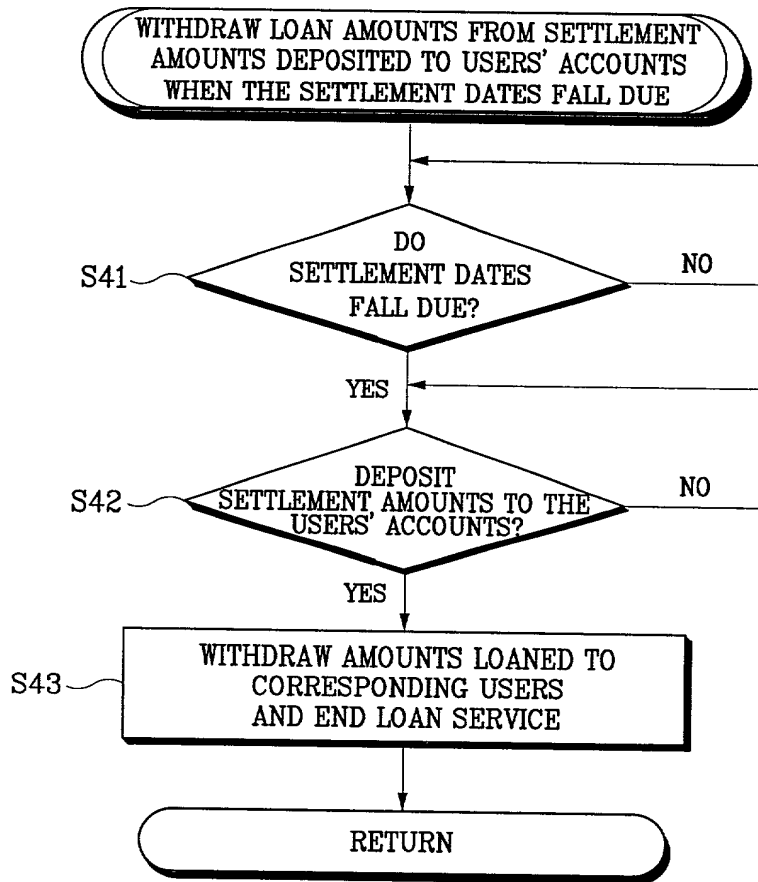 WITHDRAW LOAN AMOUNTS FROM SETTLEMENT
AMOUNTS DEPOSITED TO USERS' ACCOUNTS
WHEN THE SETTLEMENT DATES FALL DUE
DO
SETTLEMENT DATES
FALL DUE?
S41
NO
YES
DEPOSIT
SETTLEMENT AMOUNTS TO THE
USERS' ACCOUNTS?
S42
NO
YES
WITHDRAW AMOUNTS LOANED TO
CORRESPONDING USERS
AND END LOAN SERVICE
S43
RETURN